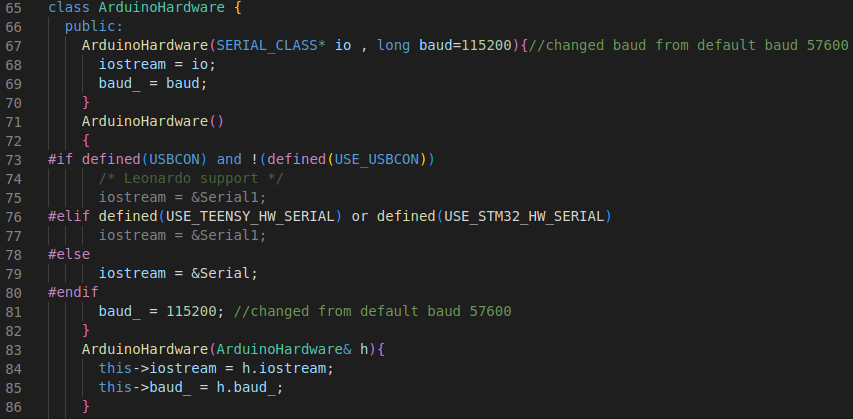 65 class ArduinoHardware {
66 public:
67 ArduinoHardware(SERIAL_CLASS* io , long baud=115200){//changed baud from default baud 57600
68 iostream = io;
69 baud_ = baud;
70 }
71 ArduinoHardware()
72 {
73 #if defined(USBCON) and !(defined(USE_USBCON))
74 /* Leonardo support */
75 iostream = &Serial1;
76 #elif defined(USE_TEENSY_HW_SERIAL) or defined(USE_STM32_HW_SERIAL)
77 iostream = &Serial1;
78 #else
79 iostream = &Serial;
80 #endif
81 baud_ = 115200; //changed from default baud 57600
82 }
83 ArduinoHardware(ArduinoHardware& h){
84 this->iostream = h.iostream;
85 this->baud_ = h.baud_;
86 }